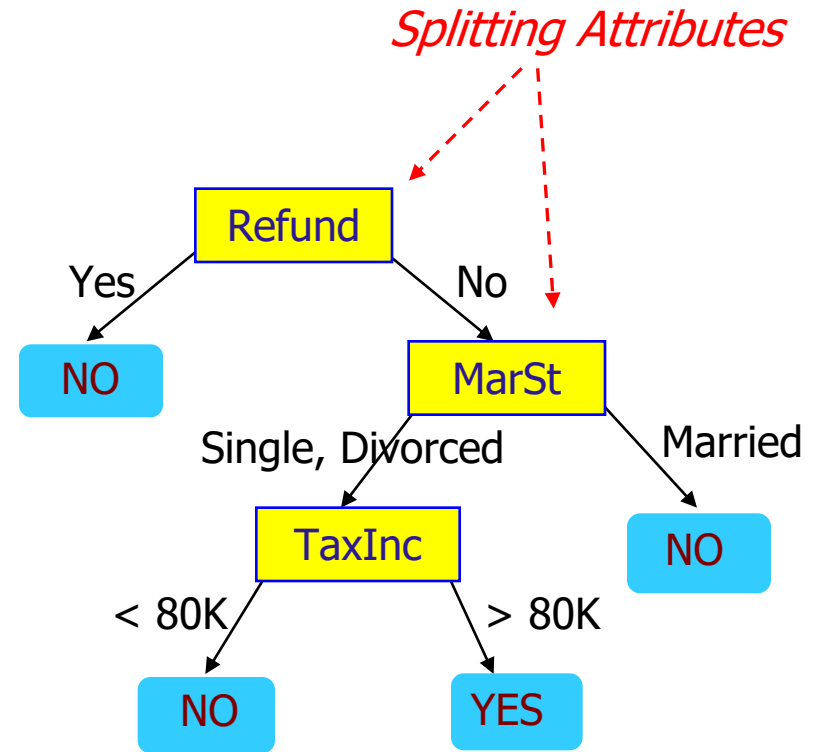 Splitting Attributes
Refund
Yes
No
NO
MarSt
Single, Divorced
Married
TaxInc
NO
< 80K
> 80K
NO
YES